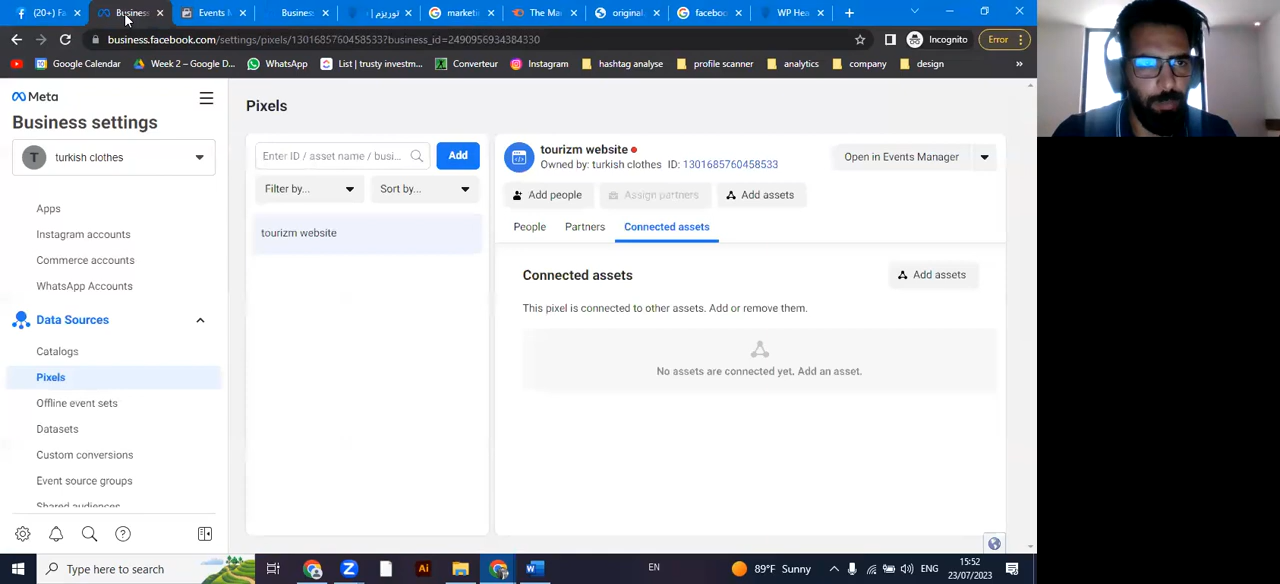 (20+) Fa
Business
Events M
Business
توریزم |
marketi
The Ma
original.
faceboo
WP Hea
business.facebook.com/settings/pixels/1301685760458533?business_id=2490956934384330
Incognito
Error
Google Calendar
Week 2 – Google D...
WhatsApp
List | trusty investm...
Converteur
Instagram
hashtag analyse
profile scanner
analytics
company
design
»
Meta
Business settings
T turkish clothes
Apps
Instagram accounts
Commerce accounts
WhatsApp Accounts
Data Sources
Catalogs
Pixels
Offline event sets
Datasets
Custom conversions
Event source groups
Shared audiences
Pixels
Enter ID / asset name / busi...
Add
Filter by...
Sort by...
tourizm website
tourizm website
Owned by: turkish clothes ID: 1301685760458533
Open in Events Manager
Add people
Assign partners
Add assets
People
Partners
Connected assets
Connected assets
Add assets
This pixel is connected to other assets. Add or remove them.
No assets are connected yet. Add an asset.
Type here to search
EN
89°F Sunny
ENG
15:52
23/07/2023